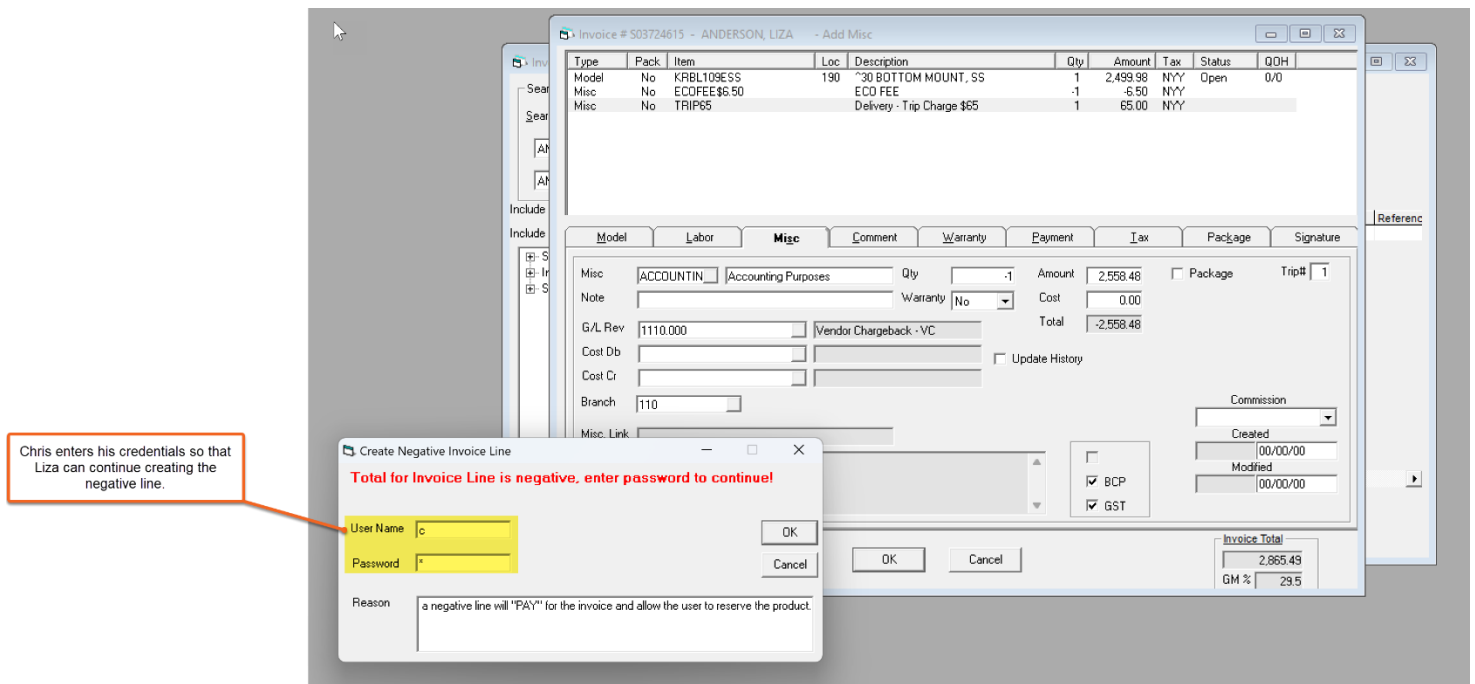 Invoice # S03724615 - ANDERSON, LIZA - Add Misc
Type Pack Item Loc Description Qty Amount Tax Status QOH
Model No KRBL109ESS 190 ^30 BOTTOM MOUNT, SS 1 2,499.98 NYY Open 0/0
Misc No ECOFEE$6.50 ECO FEE -1 -6.50 NYY
Misc No TRIP65 Delivery - Trip Charge $65 1 65.00 NYY
Include
Include
Referenc
Model Labor Misc Comment Warranty Payment Tax Package Signature
Misc ACCOUNTIN Accounting Purposes Qty -1 Amount 2,558.48 Package Trip# 1
Note Warranty No Cost 0.00
G/L Rev 1110.000 Vendor Chargeback - VC Total -2,558.48
Cost Db Update History
Cost Cr
Branch 110 Commission
Misc. Link Created
00/00/00
Modified
BCP 00/00/00
GST
OK Cancel
Invoice Total
2,865.49
GM % 29.5
Chris enters his credentials so that
Liza can continue creating the
negative line.
Create Negative Invoice Line
Total for Invoice Line is negative, enter password to continue!
User Name c OK
Password * Cancel
Reason a negative line will "PAY" for the invoice and allow the user to reserve the product.